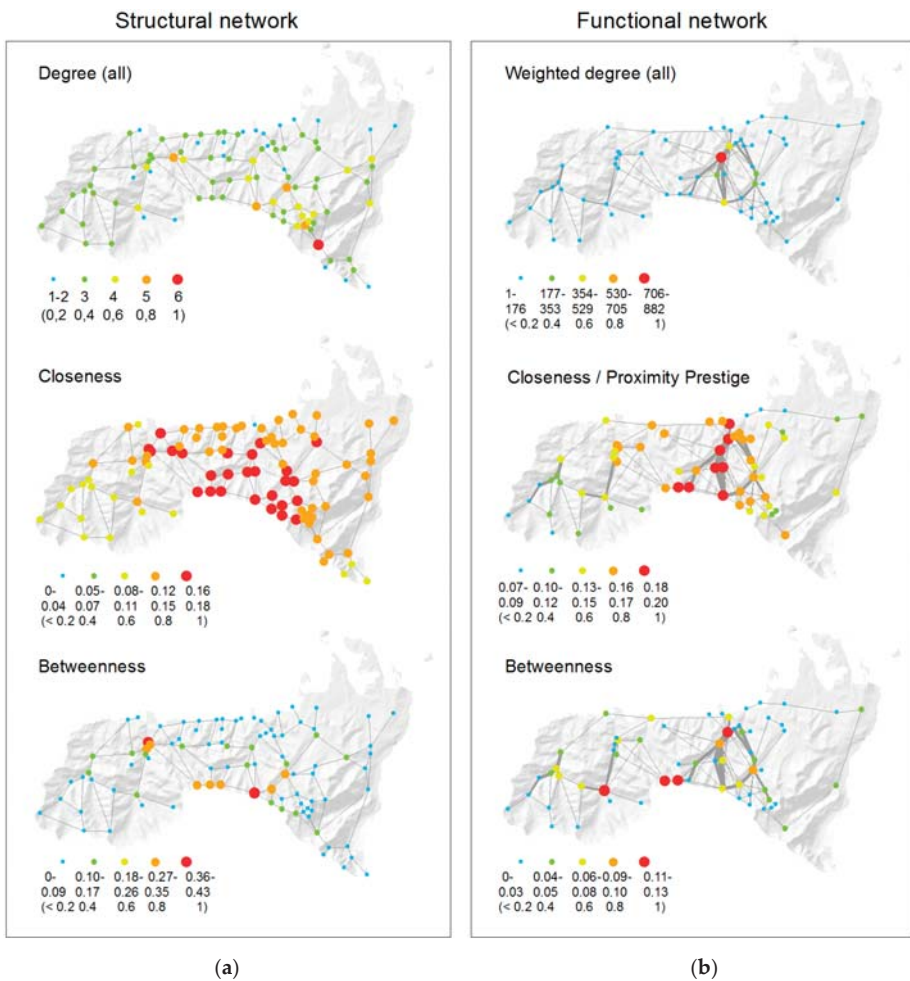 Structural network
Functional network
Degree (all)
1-2 3 4 5 6
(0,2 0,4 0,6 0,8 1)
Closeness
0- 0.05- 0.08- 0.12 0.16
0.04 0.07 0.11 0.15 0.18
(< 0.2 0.4 0.6 0.8 1)
Betweenness
0- 0.10- 0.18- 0.27- 0.36-
0.09 0.17 0.26 0.35 0.43
(< 0.2 0.4 0.6 0.8 1)
(a)
Weighted degree (all)
1- 177- 354- 530- 706-
176 353 529 705 882
(< 0.2 0.4 0.6 0.8 1)
Closeness / Proximity Prestige
0.07- 0.10- 0.13- 0.16 0.18
0.09 0.12 0.15 0.17 0.20
(< 0.2 0.4 0.6 0.8 1)
Betweenness
0- 0.04- 0.06- 0.09- 0.11-
0.03 0.05 0.08 0.10 0.13
(< 0.2 0.4 0.6 0.8 1)
(b)